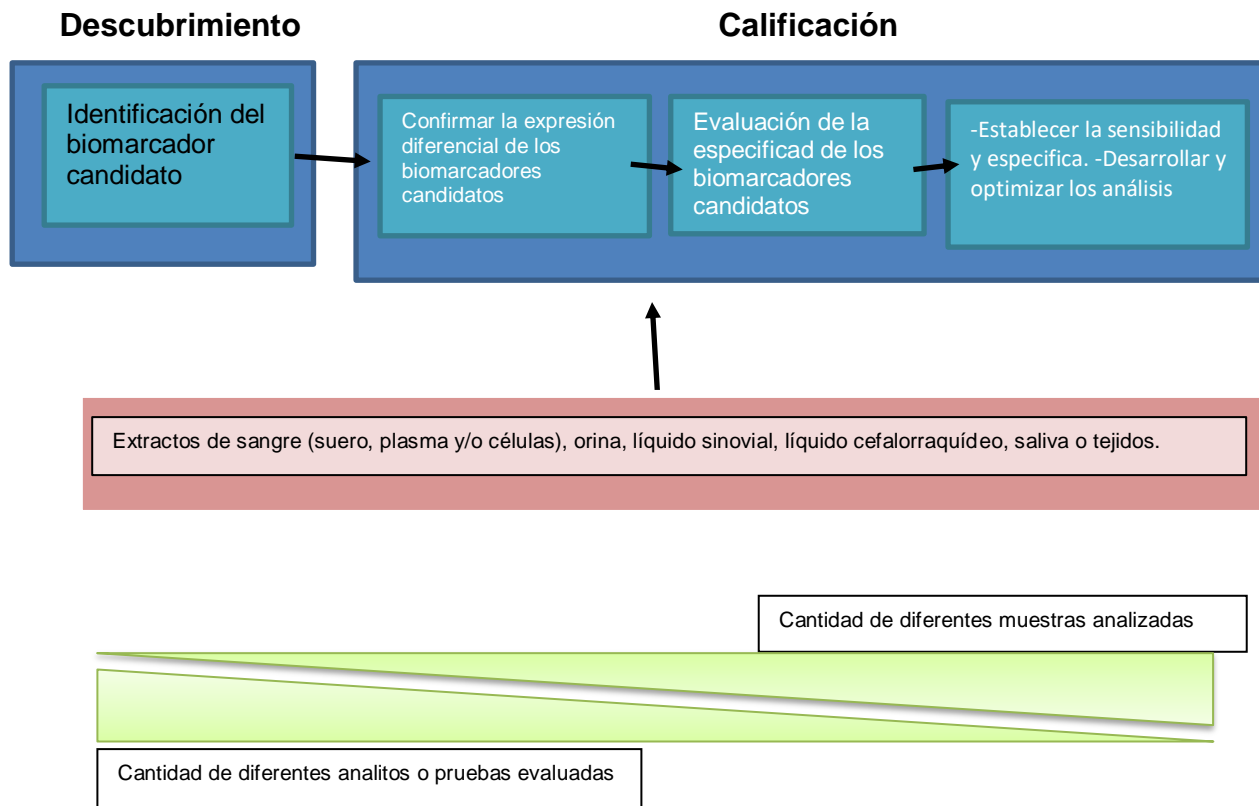 Descubrimiento
Calificación
Identificación del
biomarcador
candidato
Confirmar la expresión
diferencial de los
biomarcadores
candidatos
Evaluación de la
especificad de los
biomarcadores
candidatos
-Establecer la sensibilidad
y especifica. -Desarrollar y
optimizar los análisis
Extractos de sangre (suero, plasma y/o células), orina, líquido sinovial, líquido cefalorraquídeo, saliva o tejidos.
Cantidad de diferentes muestras analizadas
Cantidad de diferentes analitos o pruebas evaluadas